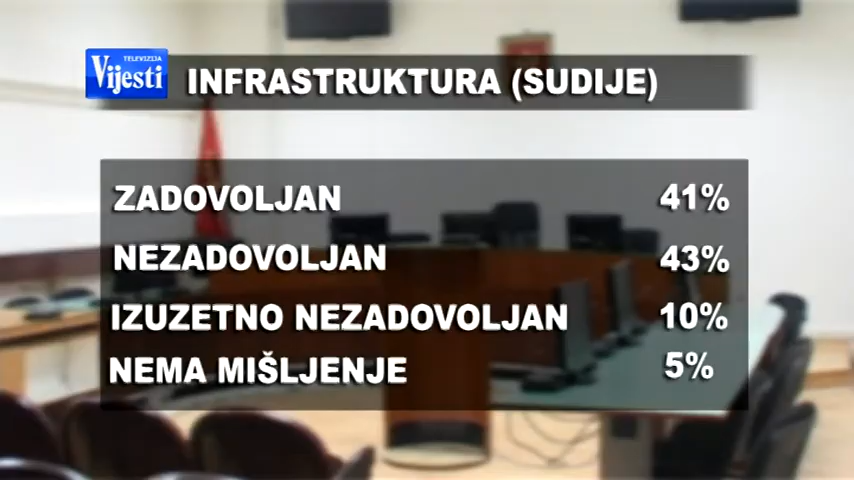 TELEVIZIJA
Vijesti
INFRASTRUKTURA (SUDIJE)
ZADOVOLJAN 41%
NEZADOVOLJAN 43%
IZUZETNO NEZADOVOLJAN 10%
NEMA MIŠLJENJE 5%